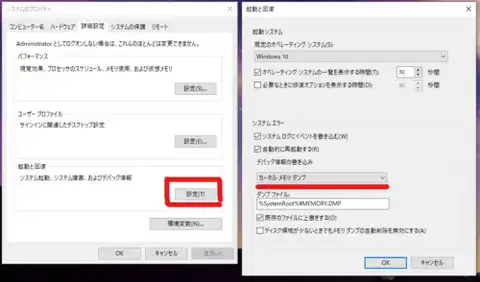 システムのプロパティ
コンピューター名 ハードウェア 詳細設定 システムの保護 リモート
Administrator としてログオンしない場合は、これらのほとんどは変更できません。
パフォーマンス
視覚効果、プロセッサのスケジュール、メモリ使用、および仮想メモリ
設定(S)...
ユーザー プロファイル
サインインに関連したデスクトップ設定
設定(E)...
起動と回復
システム起動、システム障害、およびデバッグ情報
設定(T)
環境変数(N)...
OK キャンセル 適用(A)
起動と回復
起動システム
既定のオペレーティング システム(S):
Windows 10
オペレーティング システムの一覧を表示する時間(T): 30 秒間
必要なときに修復オプションを表示する時間(D): 30 秒間
システム エラー
システム ログにイベントを書き込む(W)
自動的に再起動する(R)
デバッグ情報の書き込み
カーネル メモリ ダンプ
ダンプ ファイル:
%SystemRoot%¥MEMORY.DMP
既存のファイルに上書きする(O)
ディスク領域が少ないときでもメモリ ダンプの自動削除を無効にする(A)
OK キャンセル